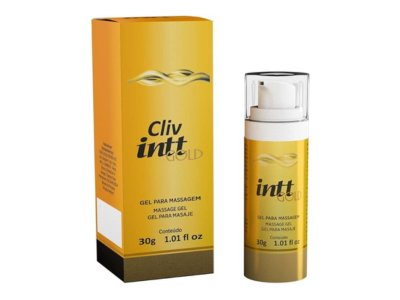 Cliv
intt
GOLD
GEL PARA MASSAGEM
MASSAGE GEL
GEL PARA MASAJE
Conteúdo
30g 1.01 fl oz
intt
GOLD
GEL PARA MASSAGEM
MASSAGE GEL
GEL PARA MASAJE
Conteúdo
30g 1.01 fl oz